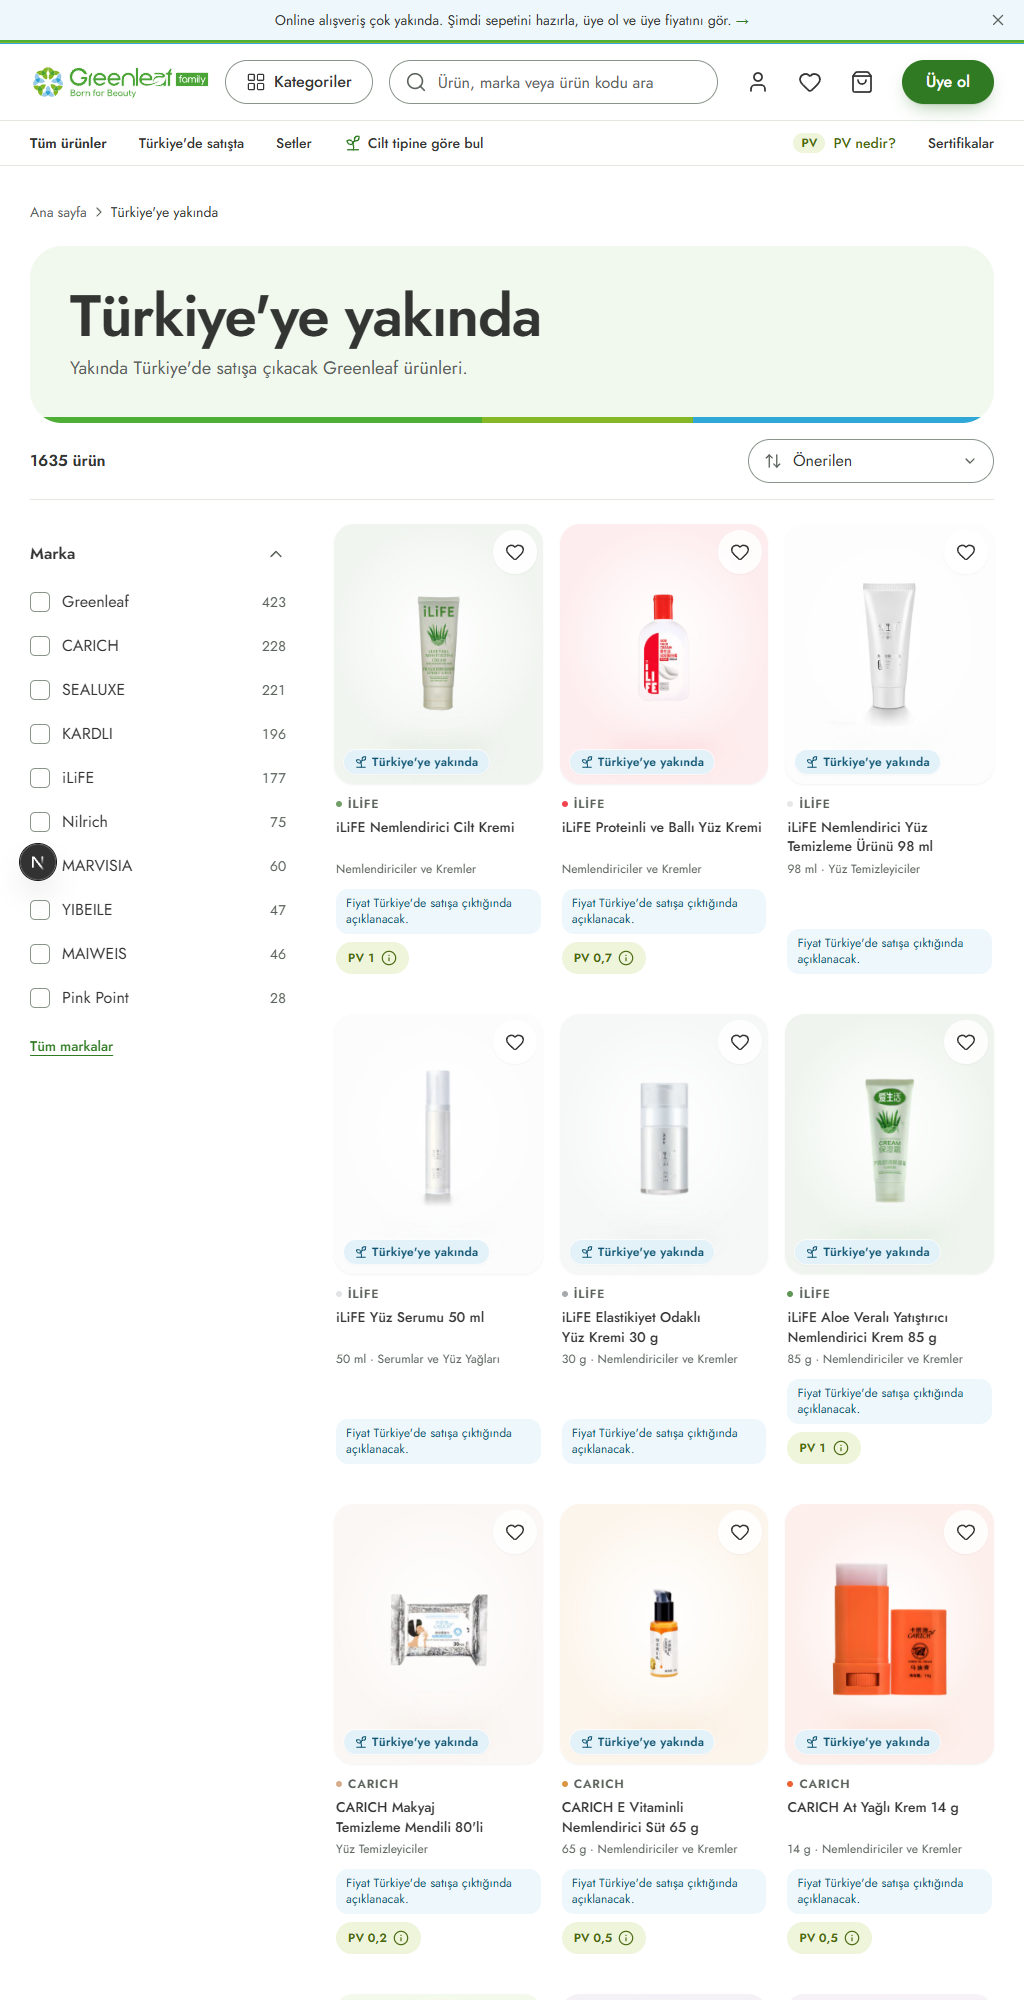 Online alışveriş çok yakında. Şimdi sepetini hazırla, üye ol ve üye fiyatını gör. →
Greenleaf family
Born for Beauty
Kategoriler
Ürün, marka veya ürün kodu ara
Üye ol
Tüm ürünler
Türkiye'de satışta
Setler
Cilt tipine göre bul
PV
PV nedir?
Sertifikalar
Ana sayfa > Türkiye'ye yakında
Türkiye'ye yakında
Yakında Türkiye'de satışa çıkacak Greenleaf ürünleri.
1635 ürün
Önerilen
Marka
Greenleaf 423
CARICH 228
SEALUXE 221
KARDLI 196
iLiFE 177
Nilrich 75
N
MARVISIA 60
YIBEILE 47
MAIWEIS 46
Pink Point 28
Tüm markalar
iLiFE
Türkiye'ye yakında
İLİFE
iLiFE Nemlendirici Cilt Kremi
Nemlendiriciler ve Kremler
Fiyat Türkiye'de satışa çıktığında
açıklanacak.
PV 1
iLiFE
Türkiye'ye yakında
İLİFE
iLiFE Proteinli ve Ballı Yüz Kremi
Nemlendiriciler ve Kremler
Fiyat Türkiye'de satışa çıktığında
açıklanacak.
PV 0,7
Türkiye'ye yakında
İLİFE
iLiFE Nemlendirici Yüz
Temizleme Ürünü 98 ml
98 ml · Yüz Temizleyiciler
Fiyat Türkiye'de satışa çıktığında
açıklanacak.
Türkiye'ye yakında
İLİFE
iLiFE Yüz Serumu 50 ml
50 ml · Serumlar ve Yüz Yağları
Fiyat Türkiye'de satışa çıktığında
açıklanacak.
Türkiye'ye yakında
İLİFE
iLiFE Elastikiyet Odaklı
Yüz Kremi 30 g
30 g · Nemlendiriciler ve Kremler
Fiyat Türkiye'de satışa çıktığında
açıklanacak.
爱生活
CREAM
保湿霜
Türkiye'ye yakında
İLİFE
iLiFE Aloe Veralı Yatıştırıcı
Nemlendirici Krem 85 g
85 g · Nemlendiriciler ve Kremler
Fiyat Türkiye'de satışa çıktığında
açıklanacak.
PV 1
Türkiye'ye yakında
CARICH
CARICH Makyaj
Temizleme Mendili 80'li
Yüz Temizleyiciler
Fiyat Türkiye'de satışa çıktığında
açıklanacak.
PV 0,2
Türkiye'ye yakında
CARICH
CARICH E Vitaminli
Nemlendirici Süt 65 g
65 g · Nemlendiriciler ve Kremler
Fiyat Türkiye'de satışa çıktığında
açıklanacak.
PV 0,5
CARICH
Türkiye'ye yakında
CARICH
CARICH At Yağlı Krem 14 g
14 g · Nemlendiriciler ve Kremler
Fiyat Türkiye'de satışa çıktığında
açıklanacak.
PV 0,5